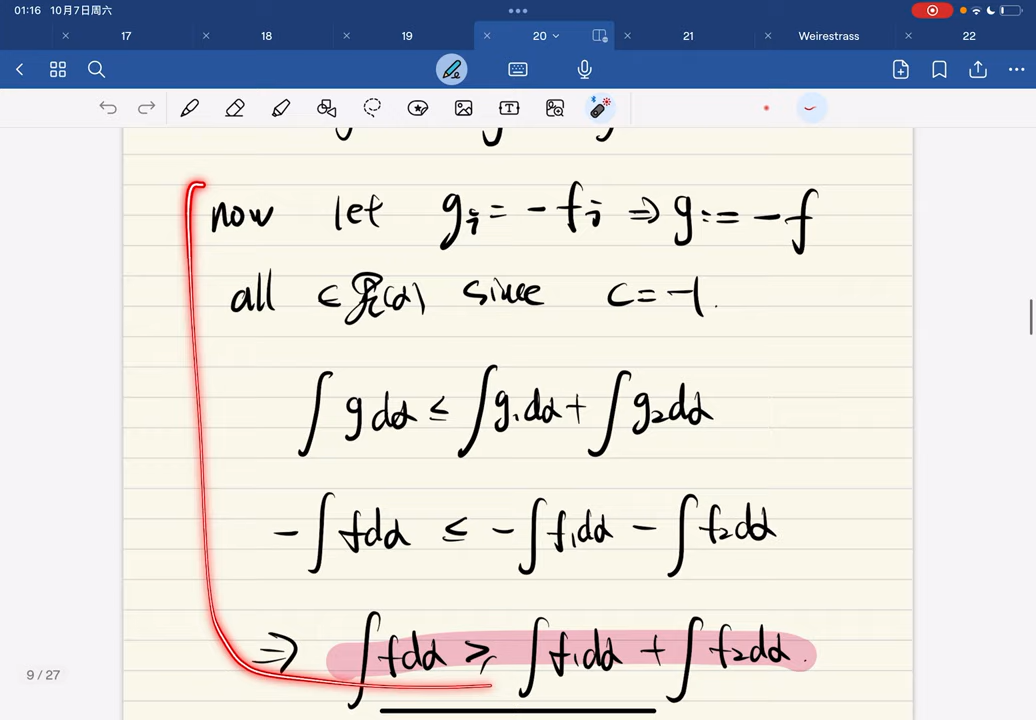 01:16 10月7日周六
17 18 19 20 21 Weirestrass 22
now let gᵢ = -fᵢ ⇒ g = -f
all ∈ ℛ(α) since c = -1.
∫ g dα ≤ ∫ g₁ dα + ∫ g₂ dα
-∫ f dα ≤ -∫ f₁ dα - ∫ f₂ dα
⇒ ∫ f dα ≥ ∫ f₁ dα + ∫ f₂ dα.
9 / 27